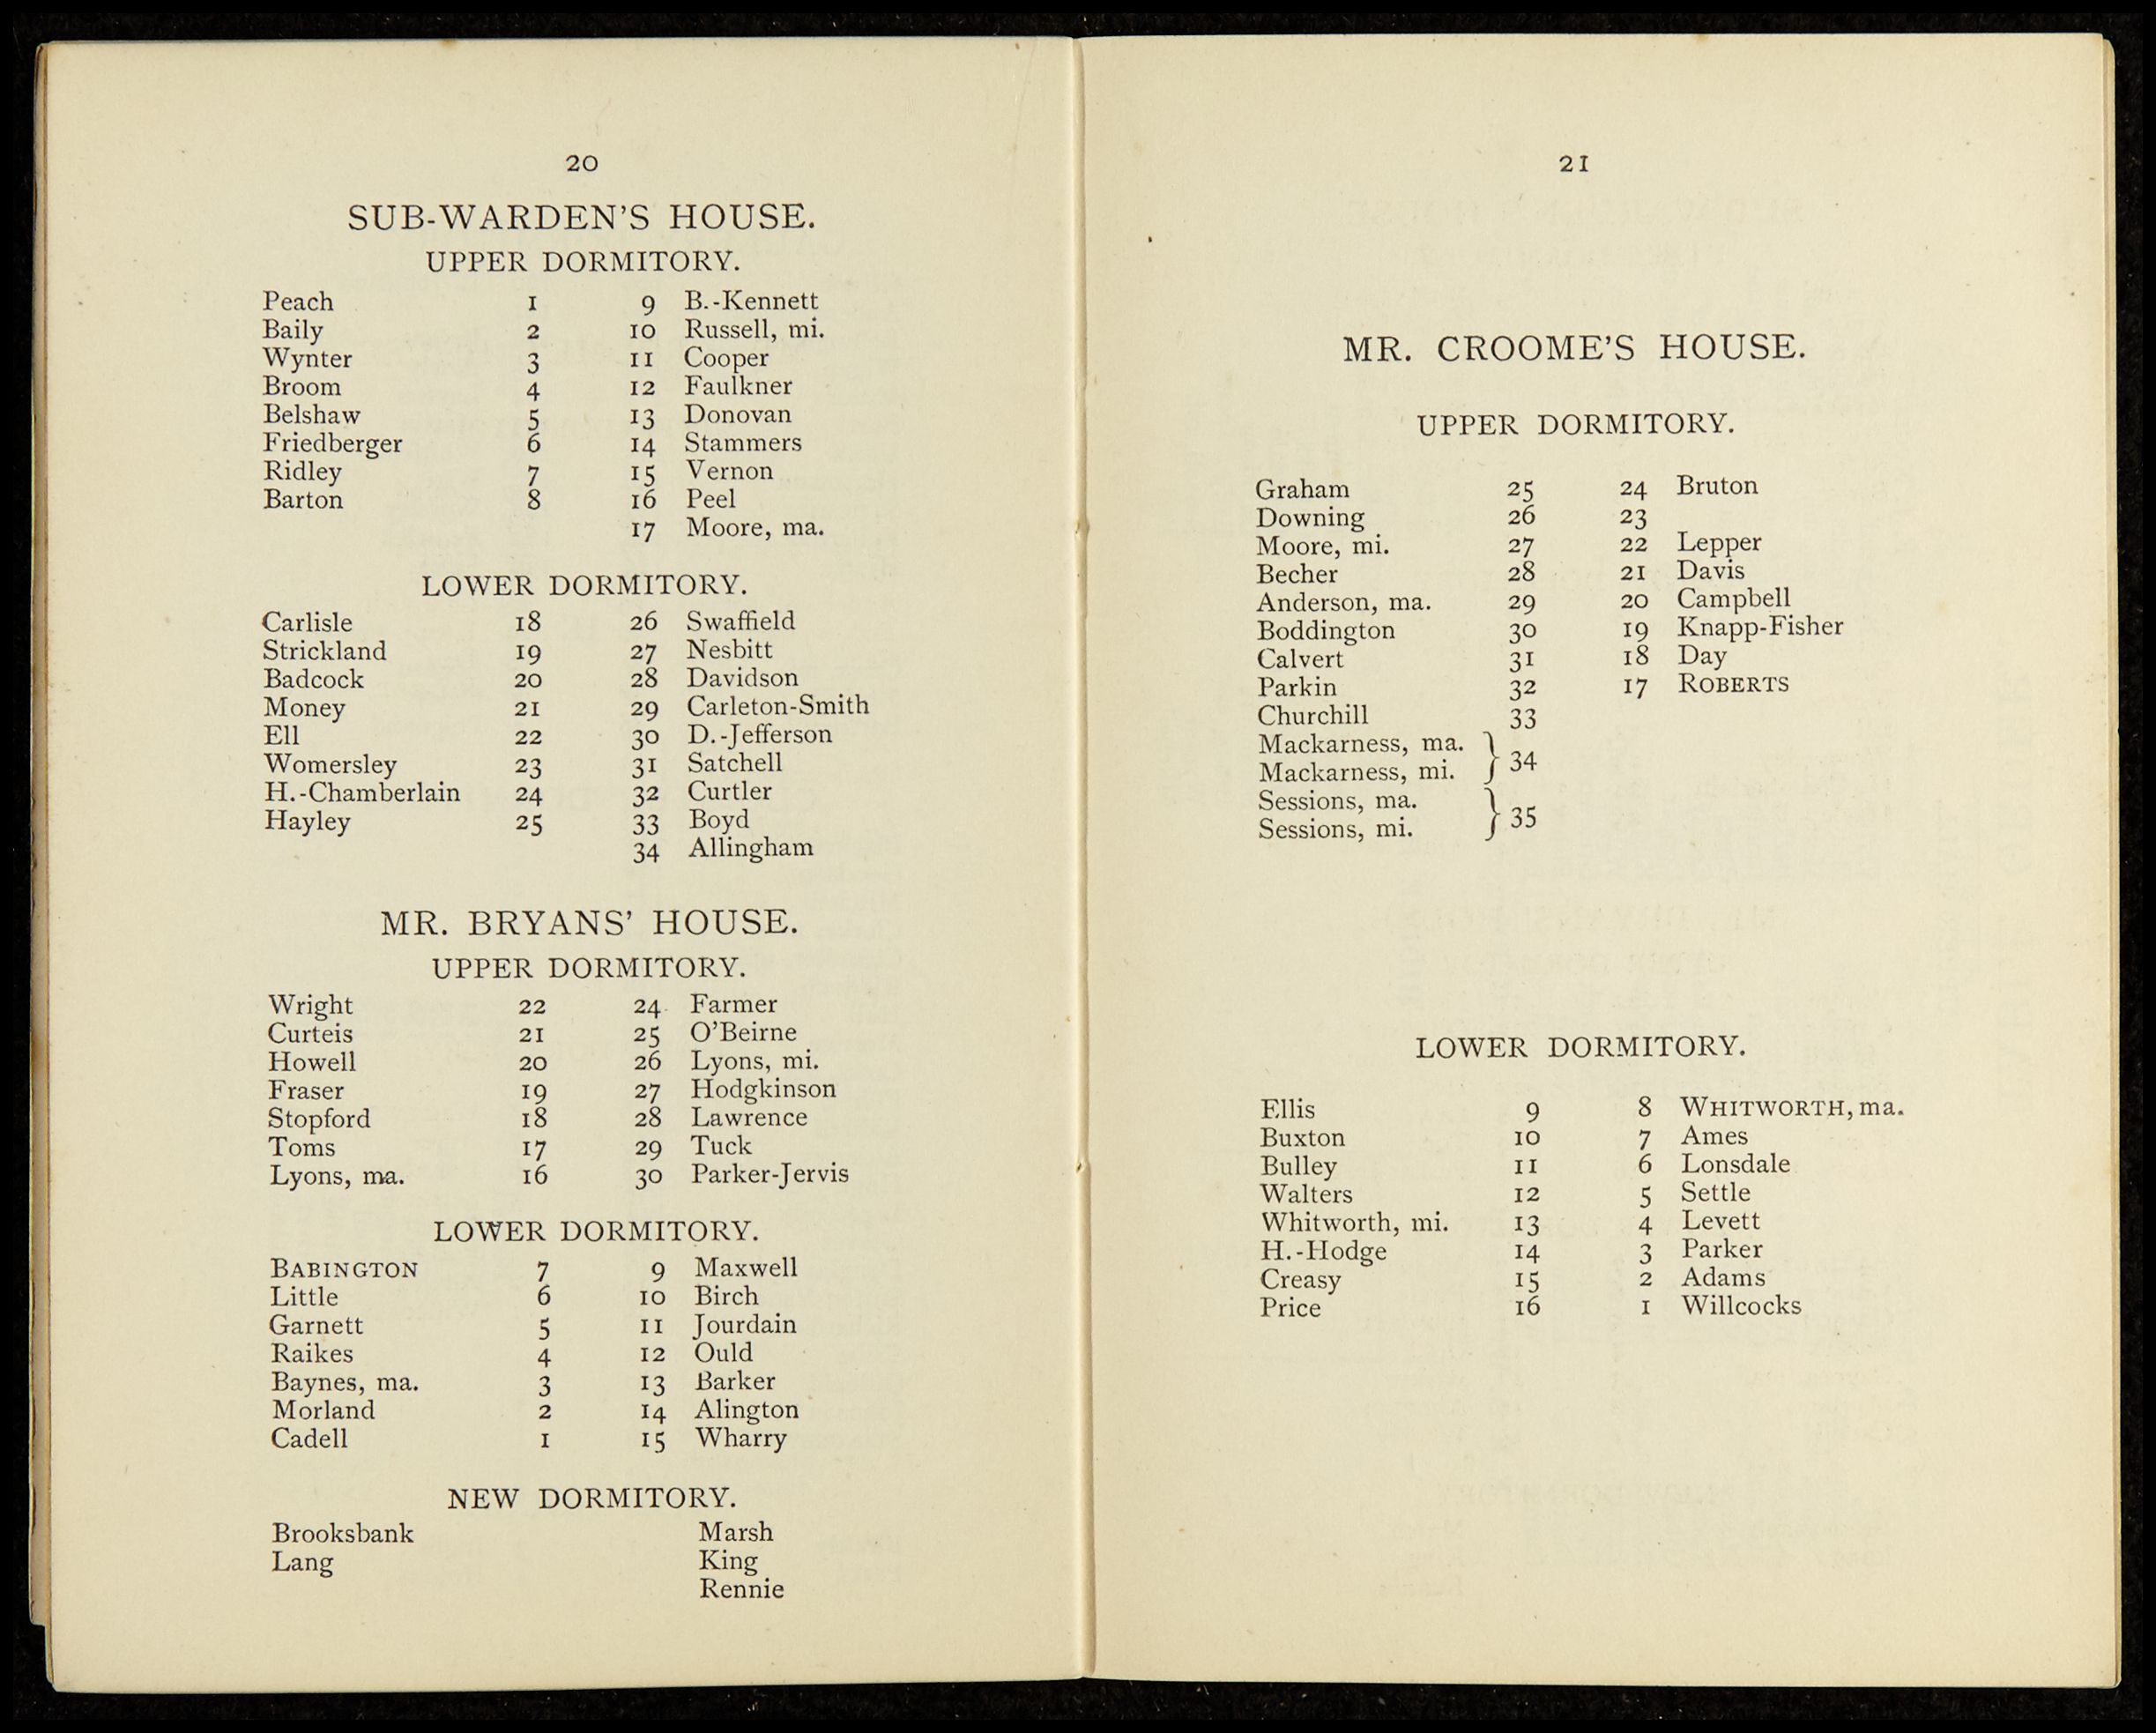 20
SUB-WARDEN'S HOUSE.
UPPER DORMITORY.
Peach 1 9 B.-Kennett
Baily 2 10 Russell, mi.
Wynter 3 11 Cooper
Broom 4 12 Faulkner
Belshaw 5 13 Donovan
Friedberger 6 14 Stammers
Ridley 7 15 Vernon
Barton 8 16 Peel
17 Moore, ma.
LOWER DORMITORY.
Carlisle 18 26 Swaffield
Strickland 19 27 Nesbitt
Badcock 20 28 Davidson
Money 21 29 Carleton-Smith
Ell 22 30 D.-Jefferson
Womersley 23 31 Satchell
H.-Chamberlain 24 32 Curtler
Hayley 25 33 Boyd
34 Allingham
MR. BRYANS' HOUSE.
UPPER DORMITORY.
Wright 22 24 Farmer
Curteis 21 25 O'Beirne
Howell 20 26 Lyons, mi.
Fraser 19 27 Hodgkinson
Stopford 18 28 Lawrence
Toms 17 29 Tuck
Lyons, ma. 16 30 Parker-Jervis
LOWER DORMITORY.
BABINGTON 7 9 Maxwell
Little 6 10 Birch
Garnett 5 11 Jourdain
Raikes 4 12 Ould
Baynes, ma. 3 13 Barker
Morland 2 14 Alington
Cadell 1 15 Wharry
NEW DORMITORY.
Brooksbank Marsh
Lang King
Rennie
21
MR. CROOME'S HOUSE.
UPPER DORMITORY.
Graham 25 24 Bruton
Downing 26 23
Moore, mi. 27 22 Lepper
Becher 28 21 Davis
Anderson, ma. 29 20 Campbell
Boddington 30 19 Knapp-Fisher
Calvert 31 18 Day
Parkin 32 17 ROBERTS
Churchill 33
Mackarness, ma. } 34
Mackarness, mi.
Sessions, ma. } 35
Sessions, mi.
LOWER DORMITORY.
Ellis 9 8 WHITWORTH, ma.
Buxton 10 7 Ames
Bulley 11 6 Lonsdale
Walters 12 5 Settle
Whitworth, mi. 13 4 Levett
H.-Hodge 14 3 Parker
Creasy 15 2 Adams
Price 16 1 Willcocks